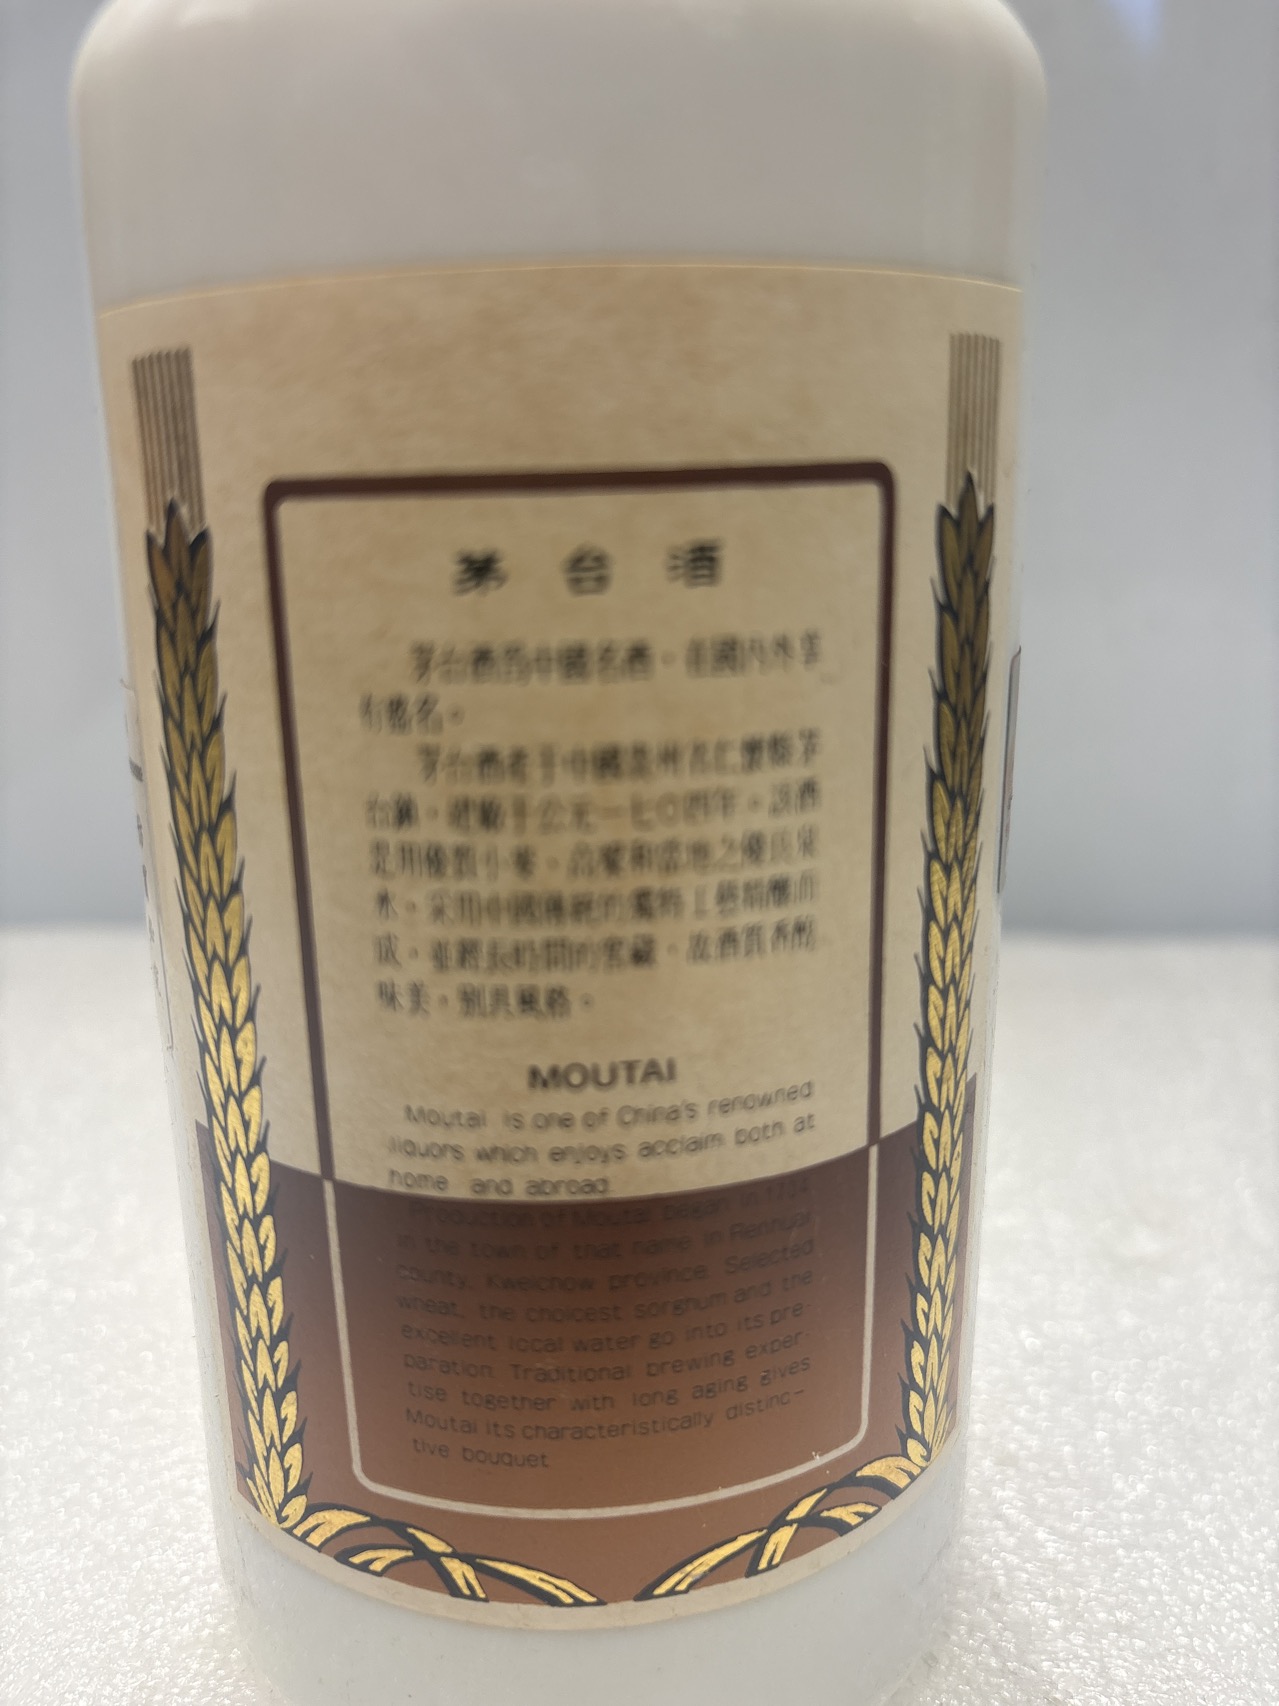 茅台酒
茅台酒為中國名酒，在國內外享
有盛名。
茅台酒產于中國貴州省仁懷縣茅
台鎮，建廠于公元一七〇四年。該酒
是用優質小麥、高粱和當地之優良泉
水，采用中國傳統的獨特工藝精釀而
成，並經長時間的窖藏，故酒質香醇
味美，別具風格。
MOUTAI
Moutai is one of China's renowned
liquors which enjoys acclaim both at
home and abroad
Production of Moutai began in 1704
in the town of that name in Renhuai
county, Kweichow province Selected
wheat, the choicest sorghum and the
excellent local water go into its pre-
paration Traditional brewing exper-
tise together with long aging gives
Moutai its characteristically distinc-
tive bouquet